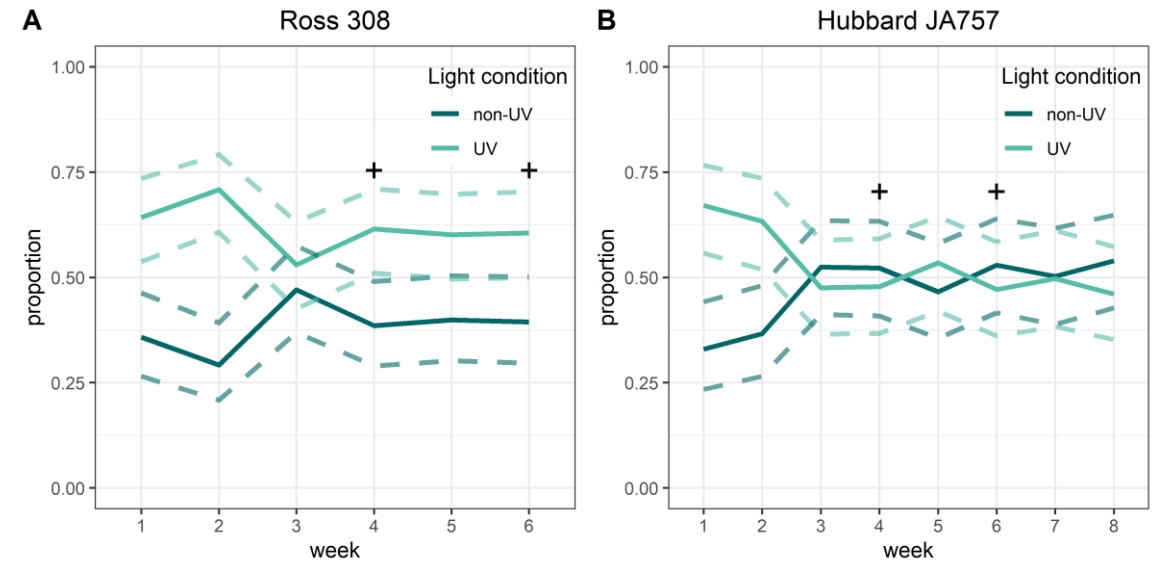 A
Ross 308
1.00
0.75
0.50
0.25
0.00
proportion
Light condition
non-UV
UV
+
+
1 2 3 4 5 6
week
B
Hubbard JA757
1.00
0.75
0.50
0.25
0.00
proportion
Light condition
non-UV
UV
+
+
1 2 3 4 5 6 7 8
week